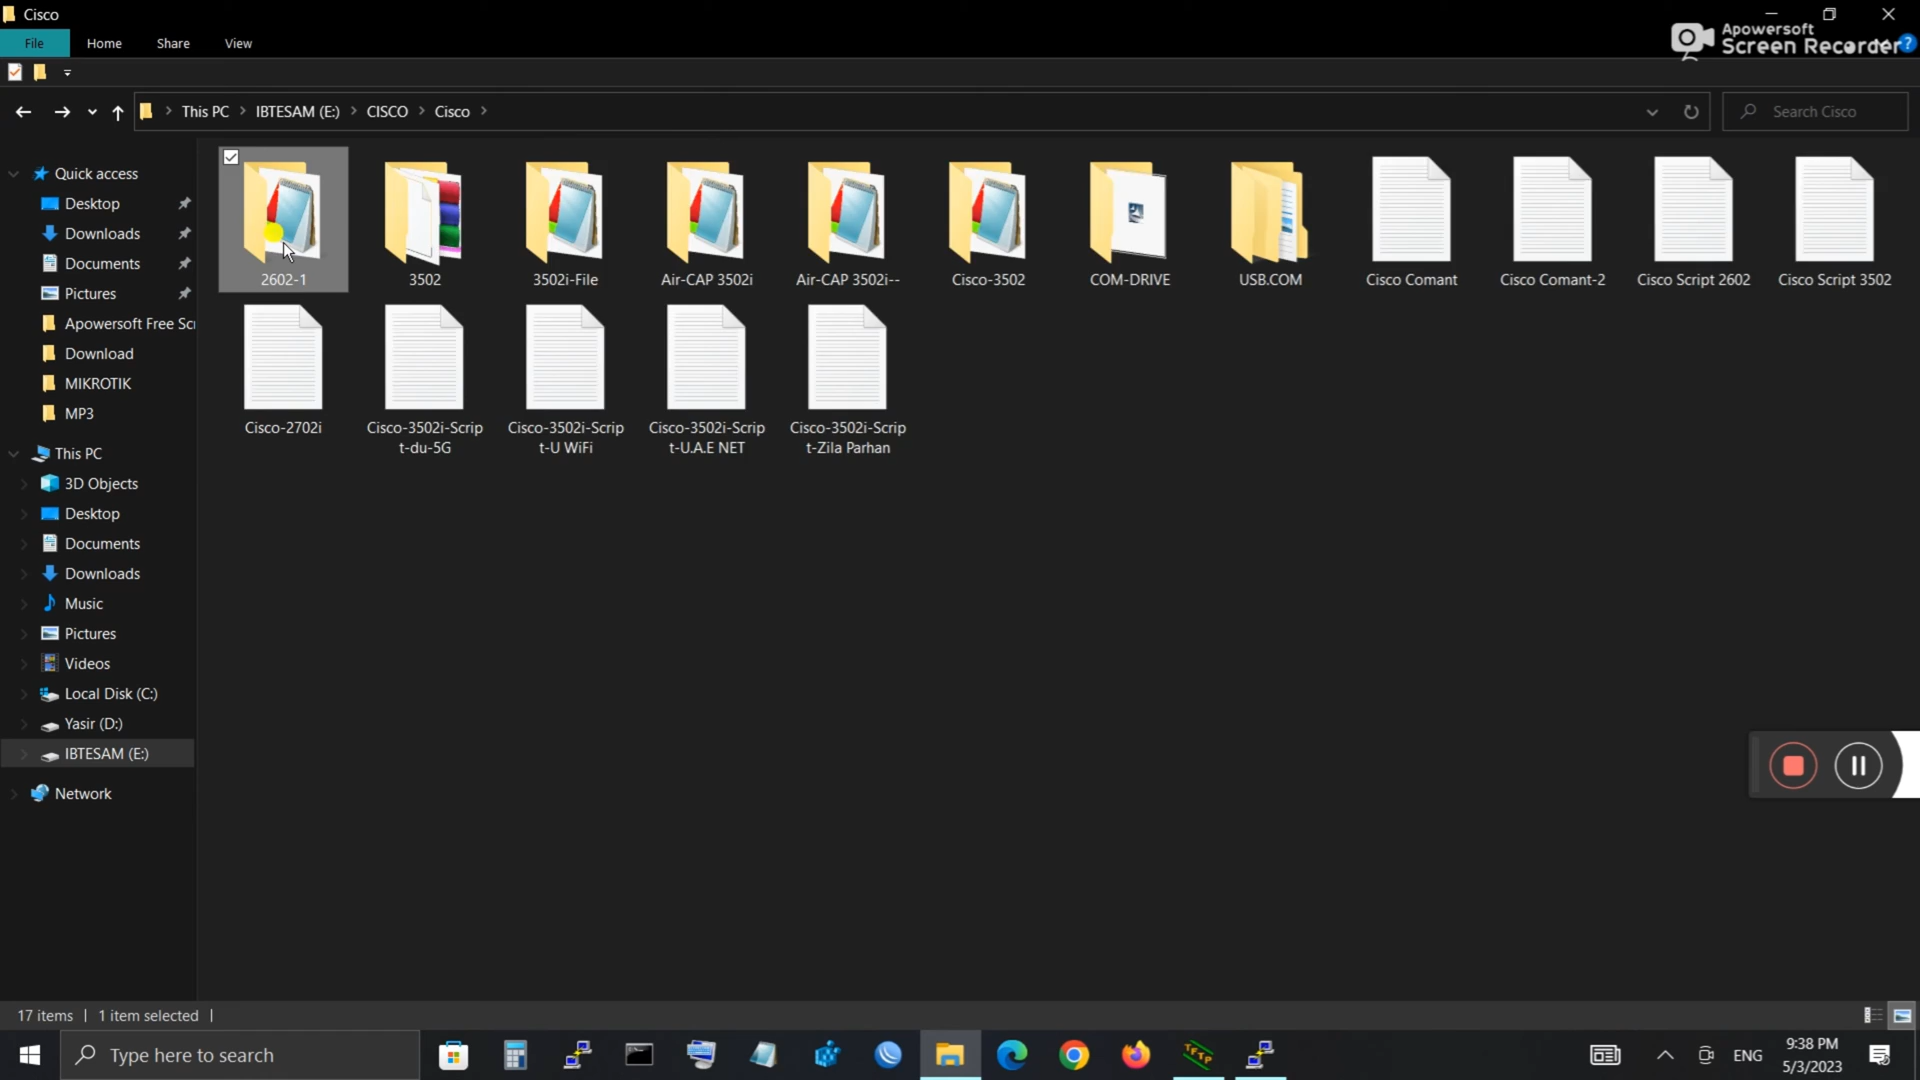 Cisco
File Home Share View
Apowersoft
Screen Recorder
?
This PC IBTESAM (E:) CISCO Cisco
Search Cisco
Quick access
Desktop
Downloads
Documents
Pictures
Apowersoft Free Scr
Download
MIKROTIK
MP3
This PC
3D Objects
Desktop
Documents
Downloads
Music
Pictures
Videos
Local Disk (C:)
Yasir (D:)
IBTESAM (E:)
Network
2602-1
3502
3502i-File
Air-CAP 3502i
Air-CAP 3502i--
Cisco-3502
COM-DRIVE
USB.COM
Cisco Comant
Cisco Comant-2
Cisco Script 2602
Cisco Script 3502
Cisco-2702i
Cisco-3502i-Scrip
t-du-5G
Cisco-3502i-Scrip
t-U WiFi
Cisco-3502i-Scrip
t-U.A.E NET
Cisco-3502i-Scrip
t-Zila Parhan
17 items 1 item selected
Type here to search
TFTP
ENG
9:38 PM
5/3/2023